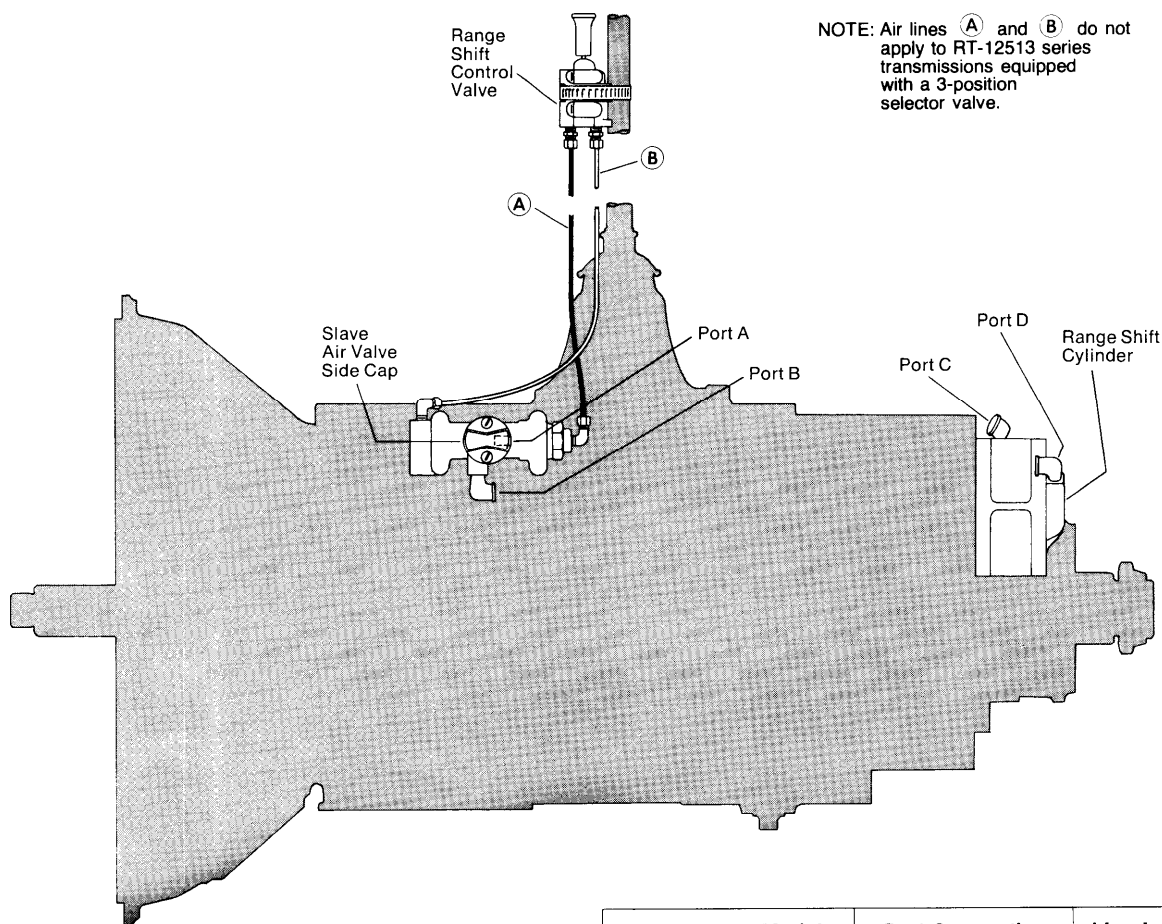 Range
Shift
Control
Valve
NOTE: Air lines Ⓐ and Ⓑ do not
apply to RT-12513 series
transmissions equipped
with a 3-position
selector valve.
Ⓑ
Ⓐ
Slave
Air Valve
Side Cap
Port A
Port B
Port C
Port D
Range Shift
Cylinder